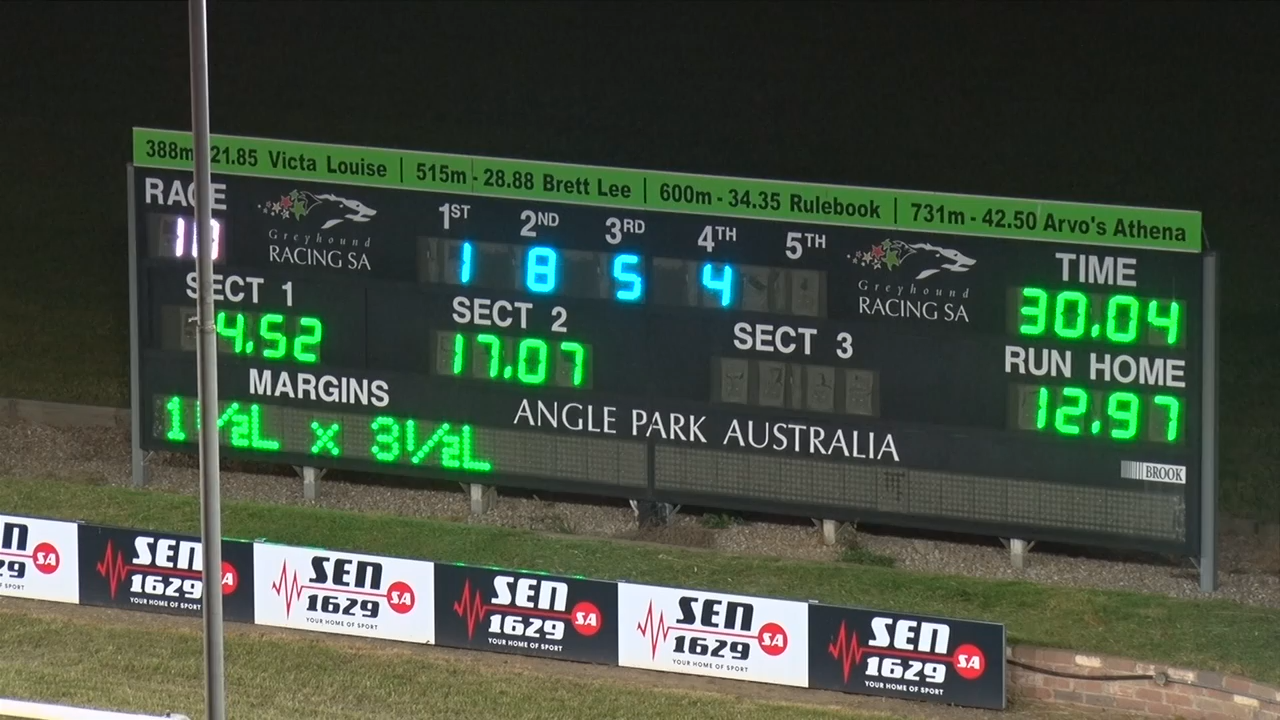 388m 21.85 Victa Louise | 515m - 28.88 Brett Lee | 600m - 34.35 Rulebook | 731m - 42.50 Arvo's Athena
RACE
10
Greyhound
RACING SA
1ST 2ND 3RD 4TH 5TH
1 8 5 4
Greyhound
RACING SA
TIME
30.04
SECT 1
4.52
SECT 2
17.07
SECT 3
RUN HOME
12.97
MARGINS
1½L x 3½L
ANGLE PARK AUSTRALIA
BROOK
SEN
1629
SA
YOUR HOME OF SPORT
SEN
1629
SA
YOUR HOME OF SPORT
SEN
1629
SA
YOUR HOME OF SPORT
SEN
1629
SA
YOUR HOME OF SPORT
SEN
1629
SA
YOUR HOME OF SPORT